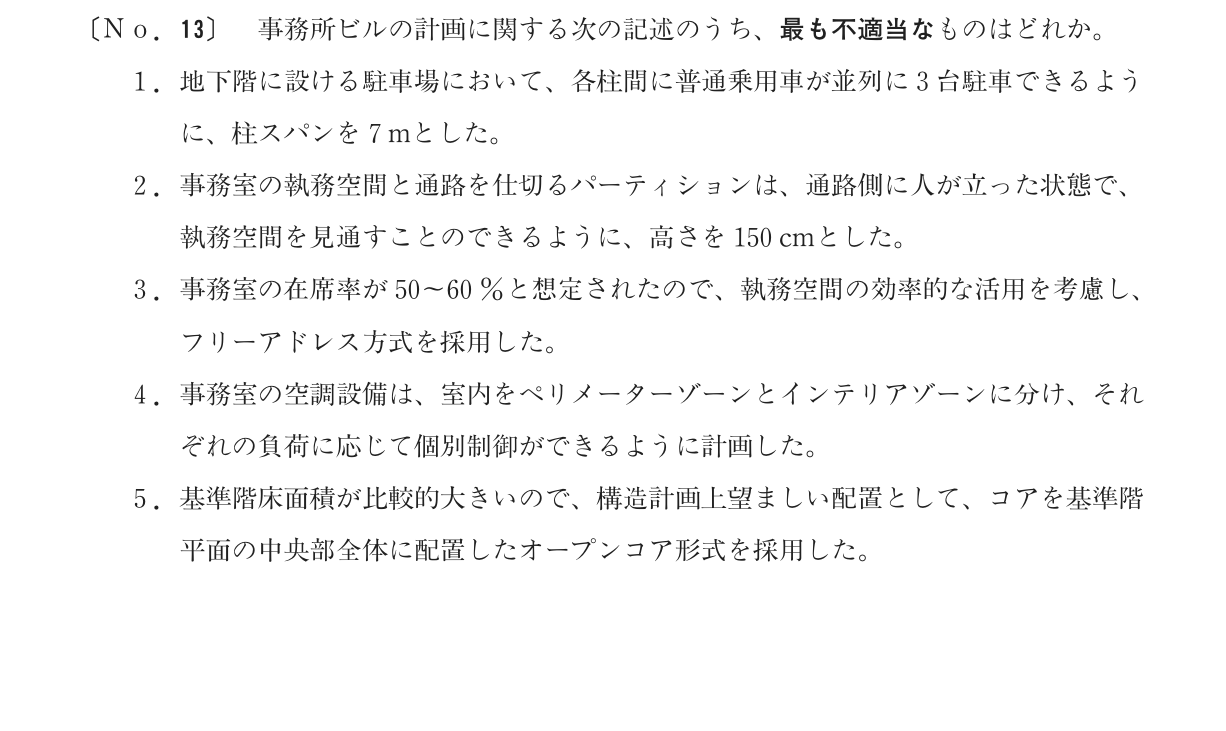 〔Ｎｏ．13〕　事務所ビルの計画に関する次の記述のうち、最も不適当なものはどれか。
1．地下階に設ける駐車場において、各柱間に普通乗用車が並列に３台駐車できるよう
に、柱スパンを７mとした。
2．事務室の執務空間と通路を仕切るパーティションは、通路側に人が立った状態で、
執務空間を見通すことのできるように、高さを 150 cmとした。
3．事務室の在席率が 50～60 ％と想定されたので、執務空間の効率的な活用を考慮し、
フリーアドレス方式を採用した。
4．事務室の空調設備は、室内をペリメーターゾーンとインテリアゾーンに分け、それ
ぞれの負荷に応じて個別制御ができるように計画した。
5．基準階床面積が比較的大きいので、構造計画上望ましい配置として、コアを基準階
平面の中央部全体に配置したオープンコア形式を採用した。